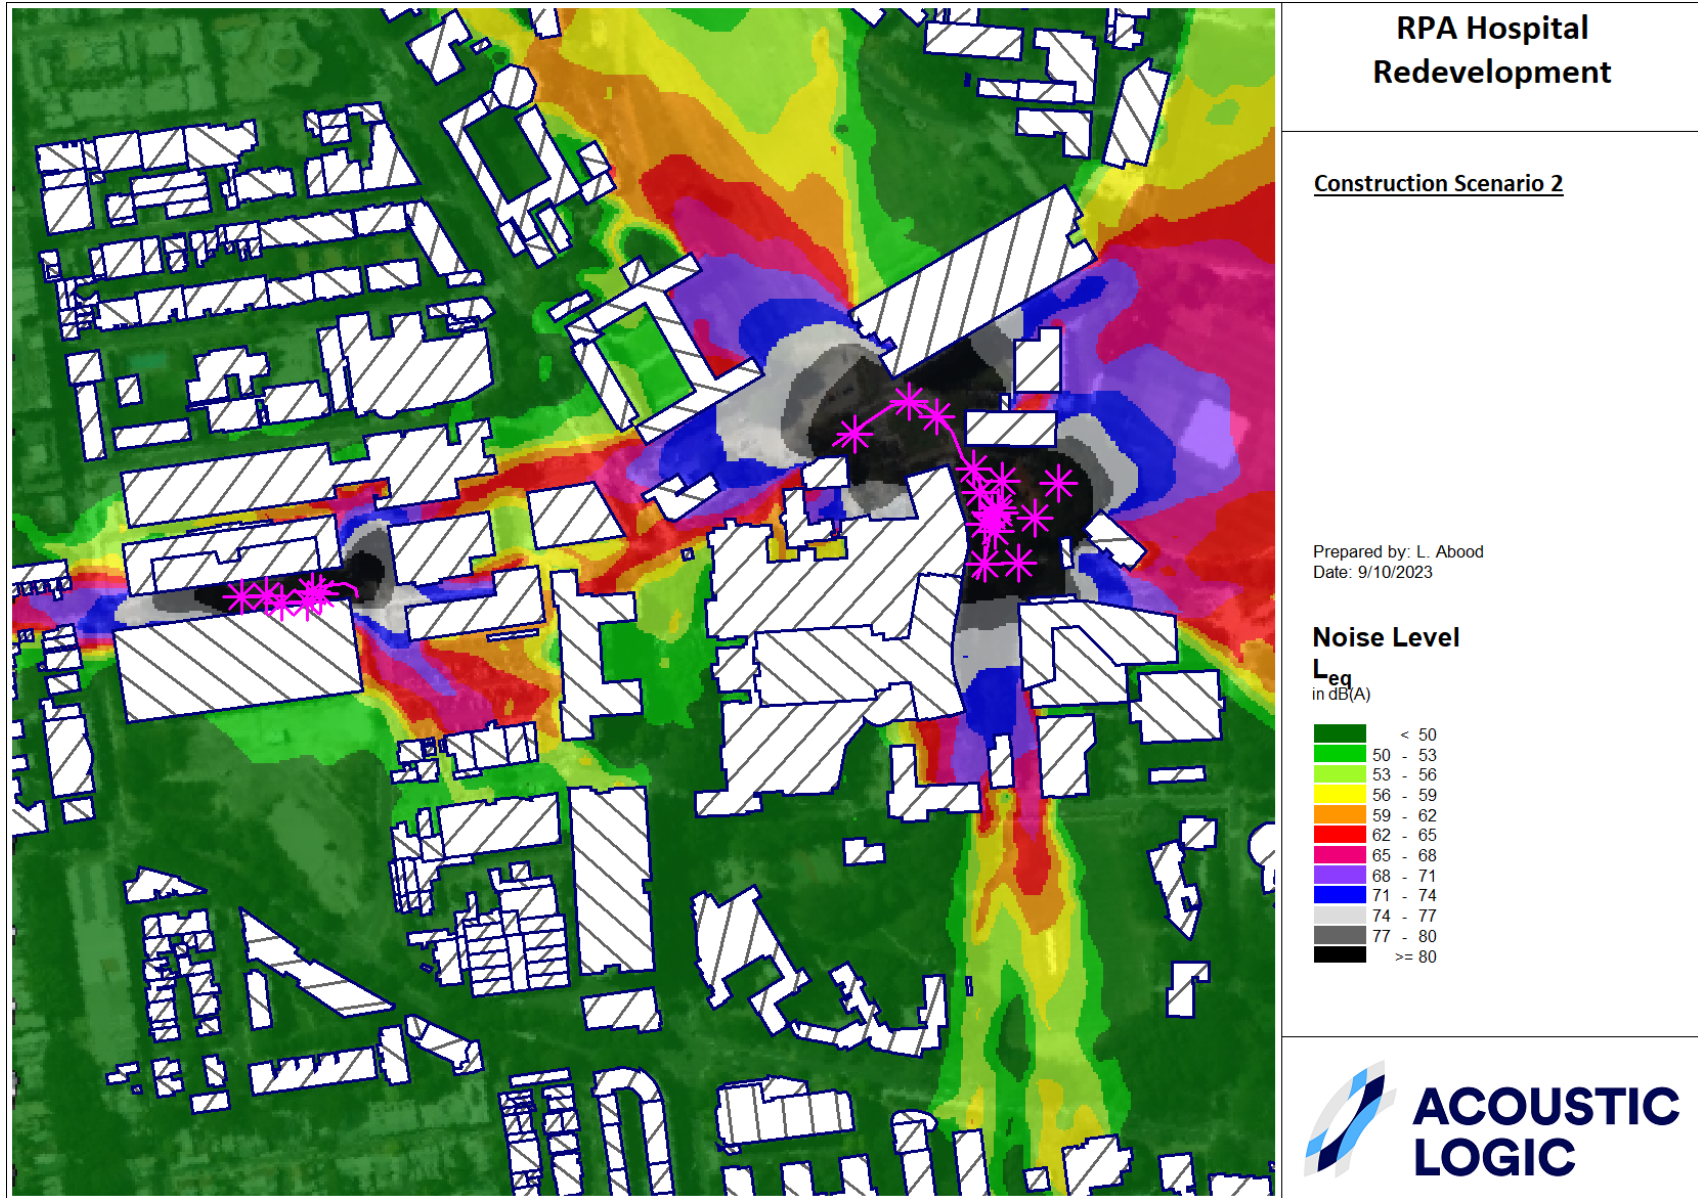 RPA Hospital
Redevelopment
Construction Scenario 2
Prepared by: L. Abood
Date: 9/10/2023
Noise Level
Leq
in dB(A)
< 50
50 - 53
53 - 56
56 - 59
59 - 62
62 - 65
65 - 68
68 - 71
71 - 74
74 - 77
77 - 80
>= 80
ACOUSTIC
LOGIC